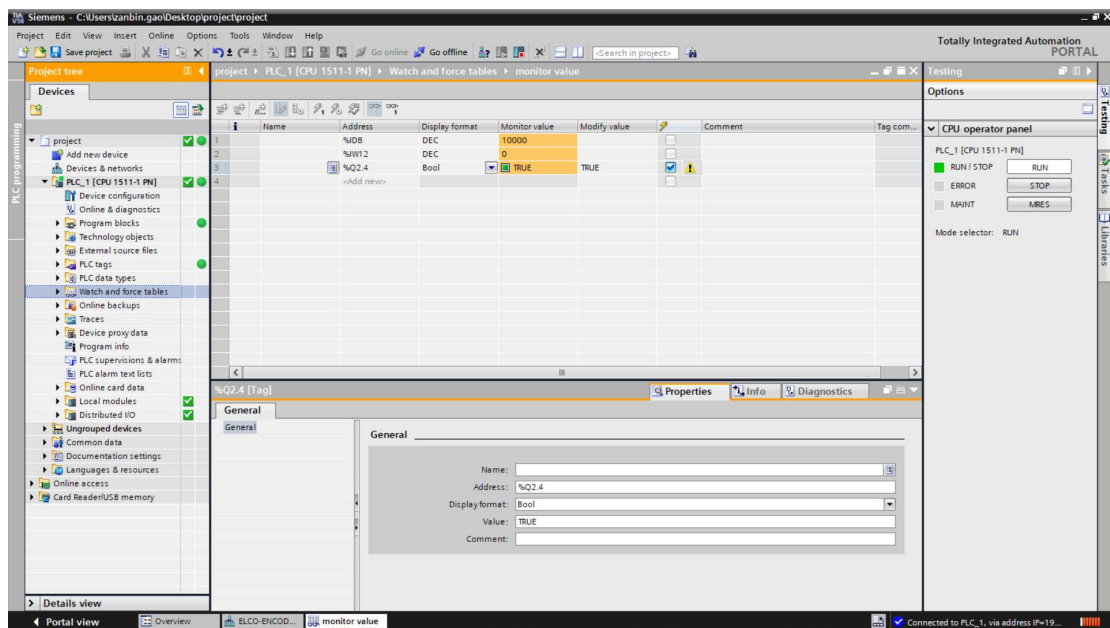 Siemens - C:\Users\zanbin.gao\Desktop\project\project
Project Edit View Insert Online Options Tools Window Help
Save project Go online Go offline <Search in project>
Totally Integrated Automation
PORTAL
Project tree
project ▸ PLC_1 [CPU 1511-1 PN] ▸ Watch and force tables ▸ monitor value
Testing
Devices
Options
i Name Address Display format Monitor value Modify value Comment Tag com...
1 %ID8 DEC 10000
2 %IW12 DEC 0
3 %Q2.4 Bool TRUE TRUE
4 <Add new>
project
Add new device
Devices & networks
PLC_1 [CPU 1511-1 PN]
Device configuration
Online & diagnostics
Program blocks
Technology objects
External source files
PLC tags
PLC data types
Watch and force tables
Online backups
Traces
Device proxy data
Program info
PLC supervisions & alarms
PLC alarm text lists
Online card data
Local modules
Distributed I/O
Ungrouped devices
Common data
Documentation settings
Languages & resources
Online access
Card Reader/USB memory
CPU operator panel
PLC_1 [CPU 1511-1 PN]
RUN / STOP RUN
ERROR STOP
MAINT MRES
Mode selector: RUN
PLC programming
Testing
Tasks
Libraries
%Q2.4 [Tag]
Properties Info Diagnostics
General
General
General
Name:
Address: %Q2.4
Display format: Bool
Value: TRUE
Comment:
Details view
Portal view Overview ELCO-ENCOD... monitor value
Connected to PLC_1, via address IP=19...